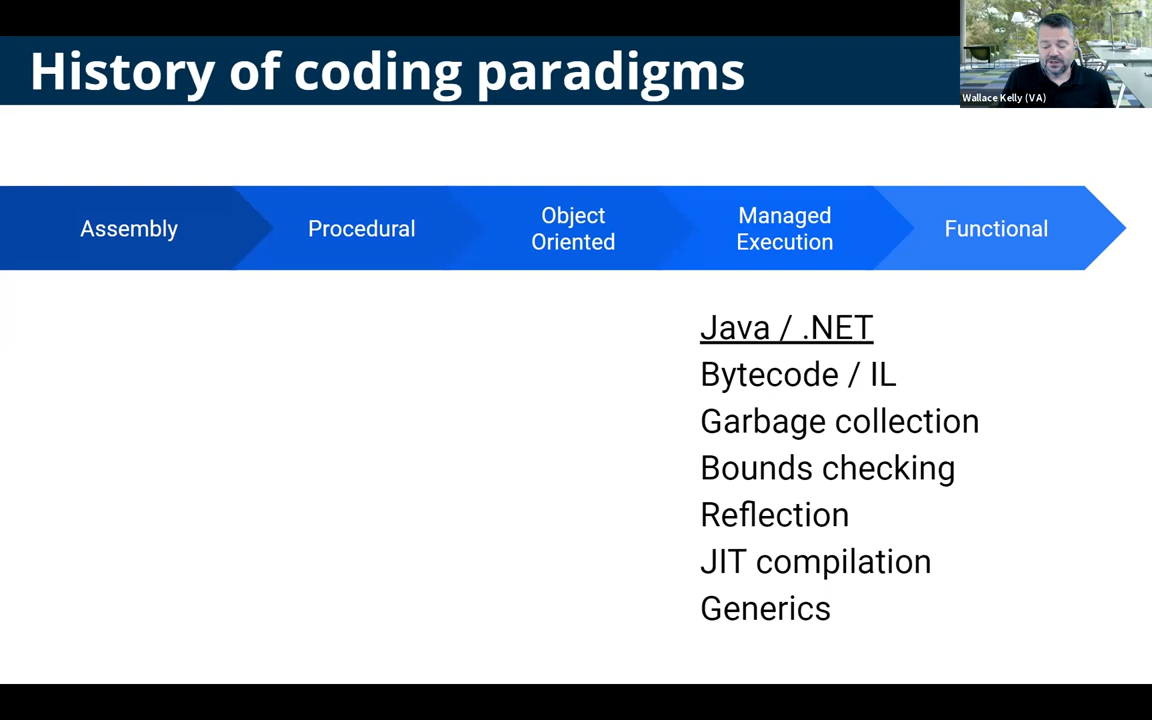 History of coding paradigms
Wallace Kelly (VA)
Assembly
Procedural
Object
Oriented
Managed
Execution
Functional
Java / .NET
Bytecode / IL
Garbage collection
Bounds checking
Reflection
JIT compilation
Generics